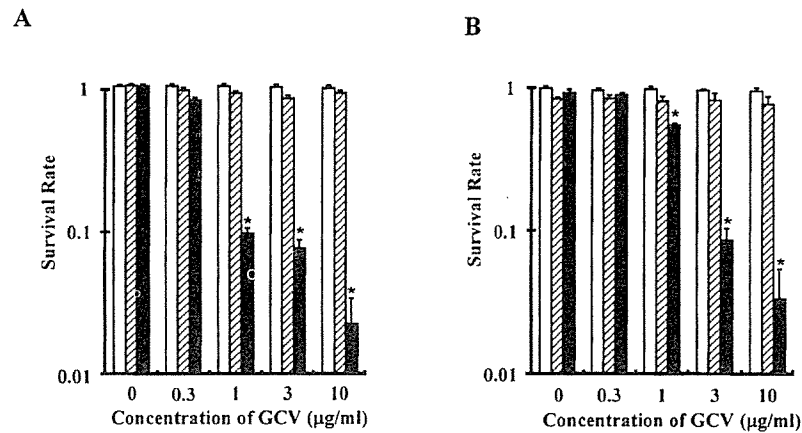 A
Survival Rate
1
0.1
0.01
*
*
*
0 0.3 1 3 10
Concentration of GCV (µg/ml)
B
Survival Rate
1
0.1
0.01
*
*
*
0 0.3 1 3 10
Concentration of GCV (µg/ml)